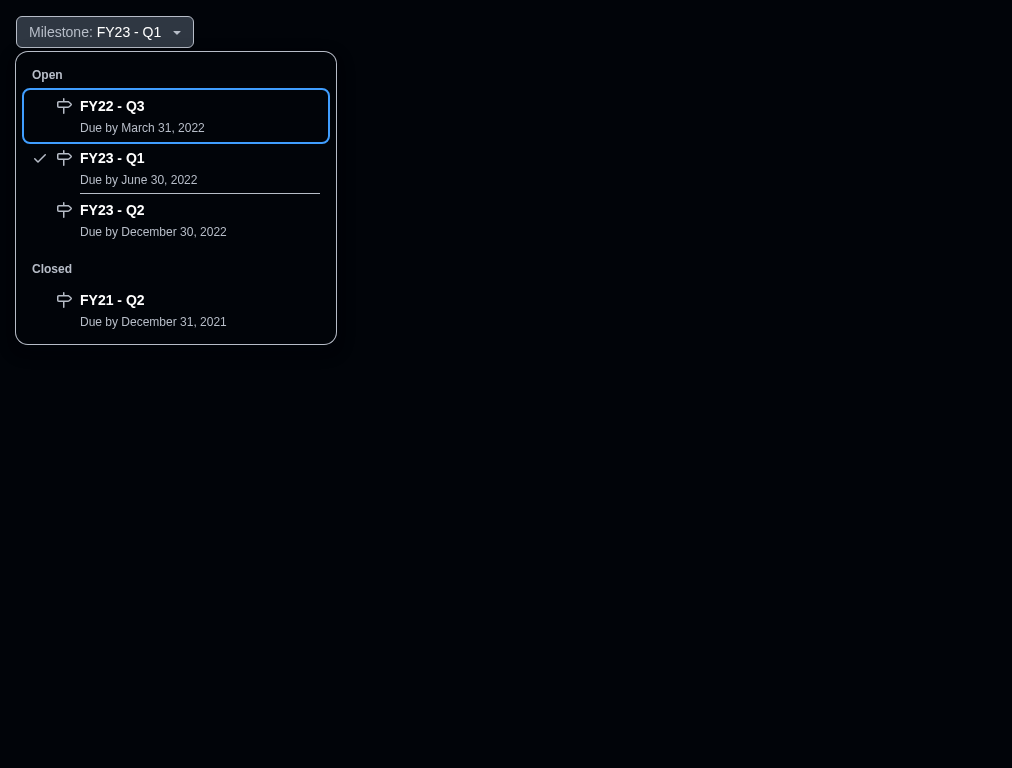 Milestone: FY23 - Q1
Open
FY22 - Q3
Due by March 31, 2022
FY23 - Q1
Due by June 30, 2022
FY23 - Q2
Due by December 30, 2022
Closed
FY21 - Q2
Due by December 31, 2021